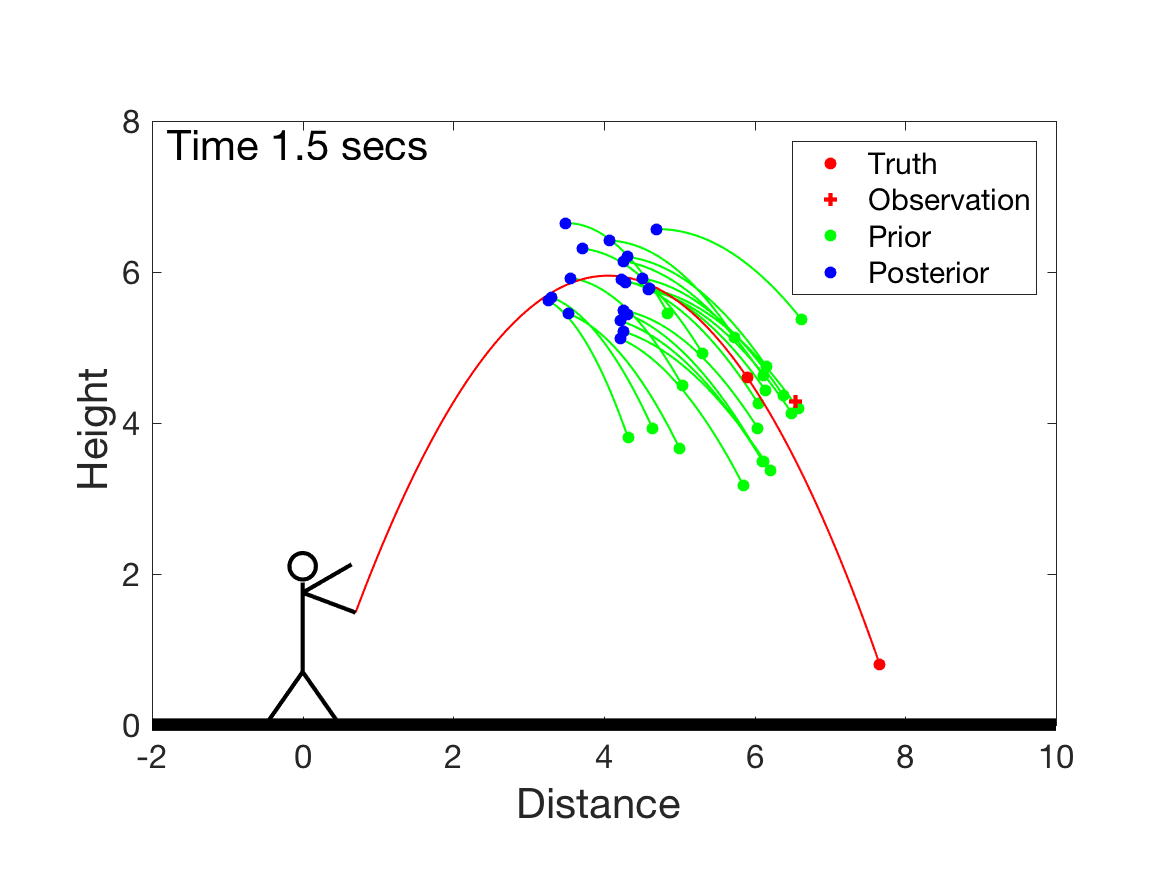 Time 1.5 secs
Truth
Observation
Prior
Posterior
8
6
4
2
0
Height
-2 0 2 4 6 8 10
Distance